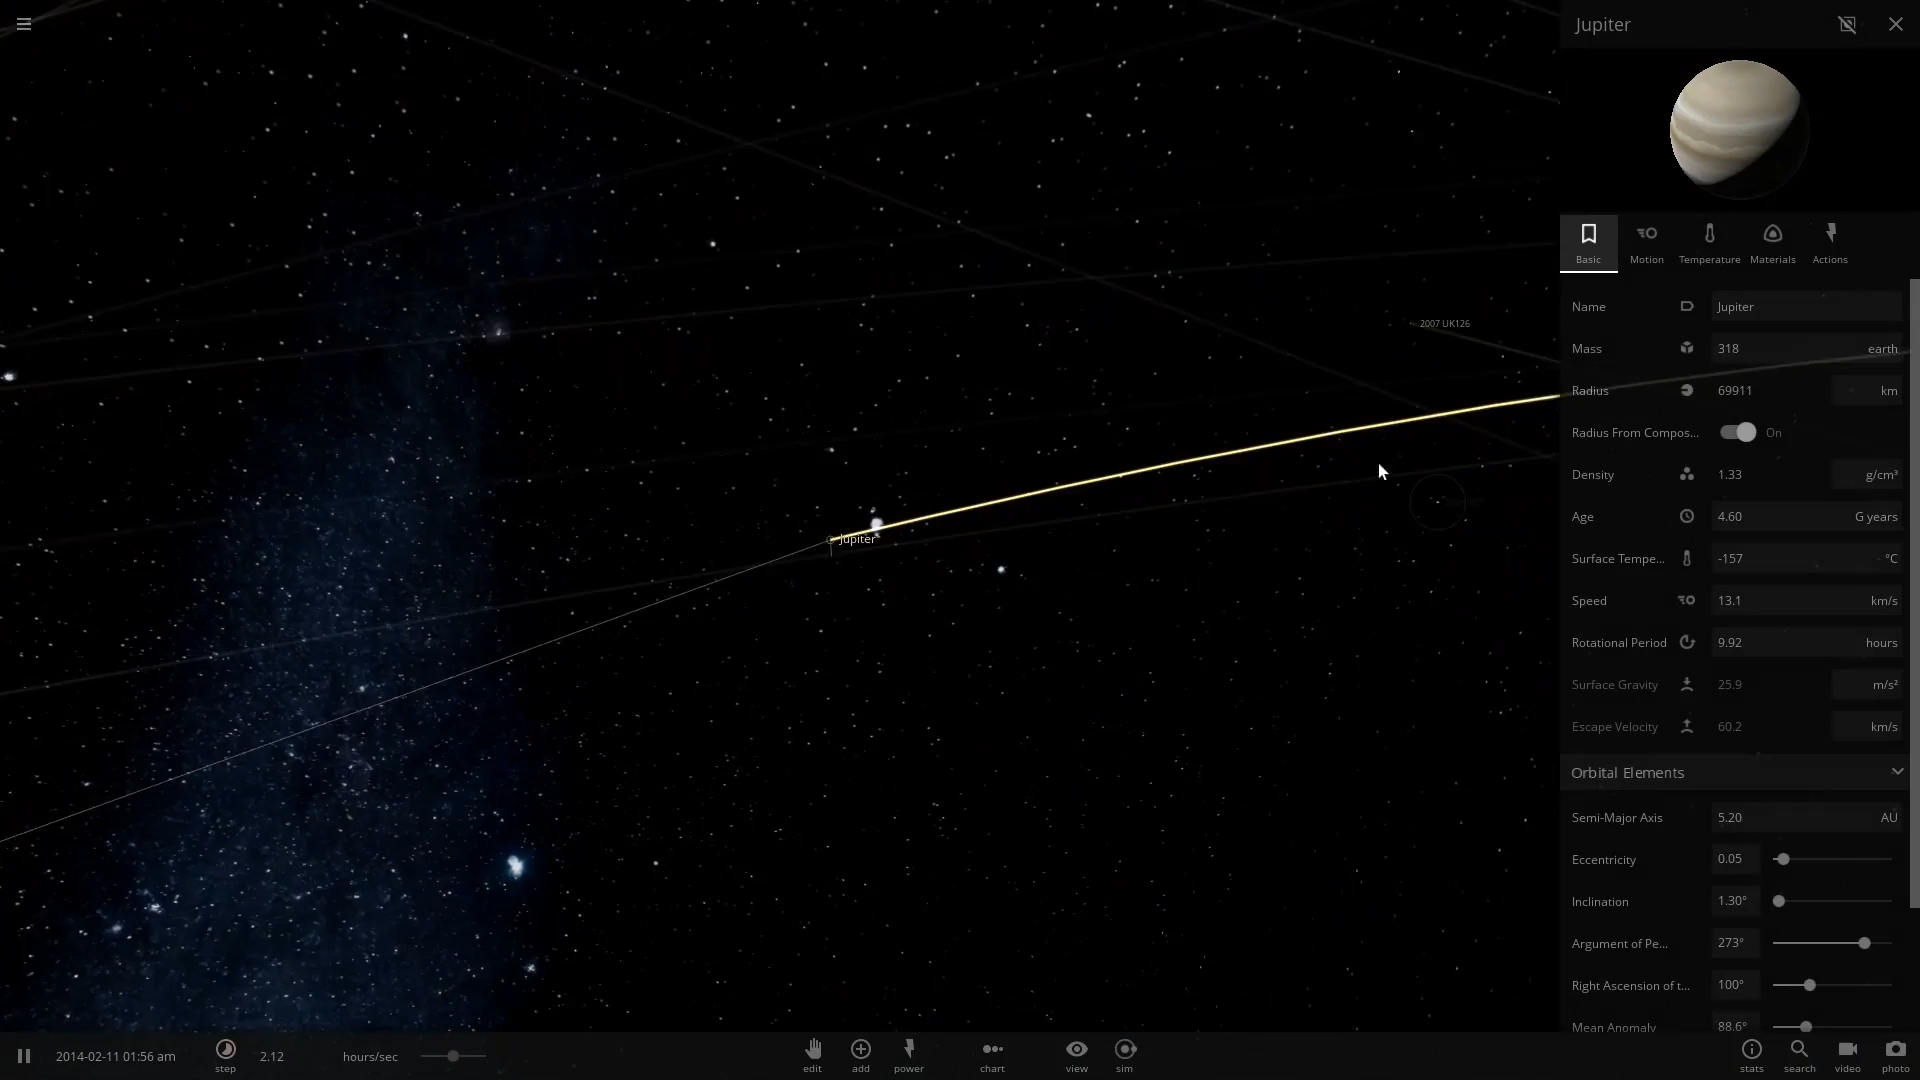 Jupiter
Basic
Motion
Temperature
Materials
Actions
Name Jupiter
Mass 318 earth
Radius 69911 km
Radius From Compos... On
Density 1.33 g/cm³
Age 4.60 G years
Surface Tempe... -157 °C
Speed 13.1 km/s
Rotational Period 9.92 hours
Surface Gravity 25.9 m/s²
Escape Velocity 60.2 km/s
Orbital Elements
Semi-Major Axis 5.20 AU
Eccentricity 0.05
Inclination 1.30°
Argument of Pe... 273°
Right Ascension of t... 100°
Mean Anomaly 88.6°
2007 UK126
Jupiter
2014-02-11 01:56 am
step
2.12 hours/sec
edit
add
power
chart
view
sim
stats
search
video
photo